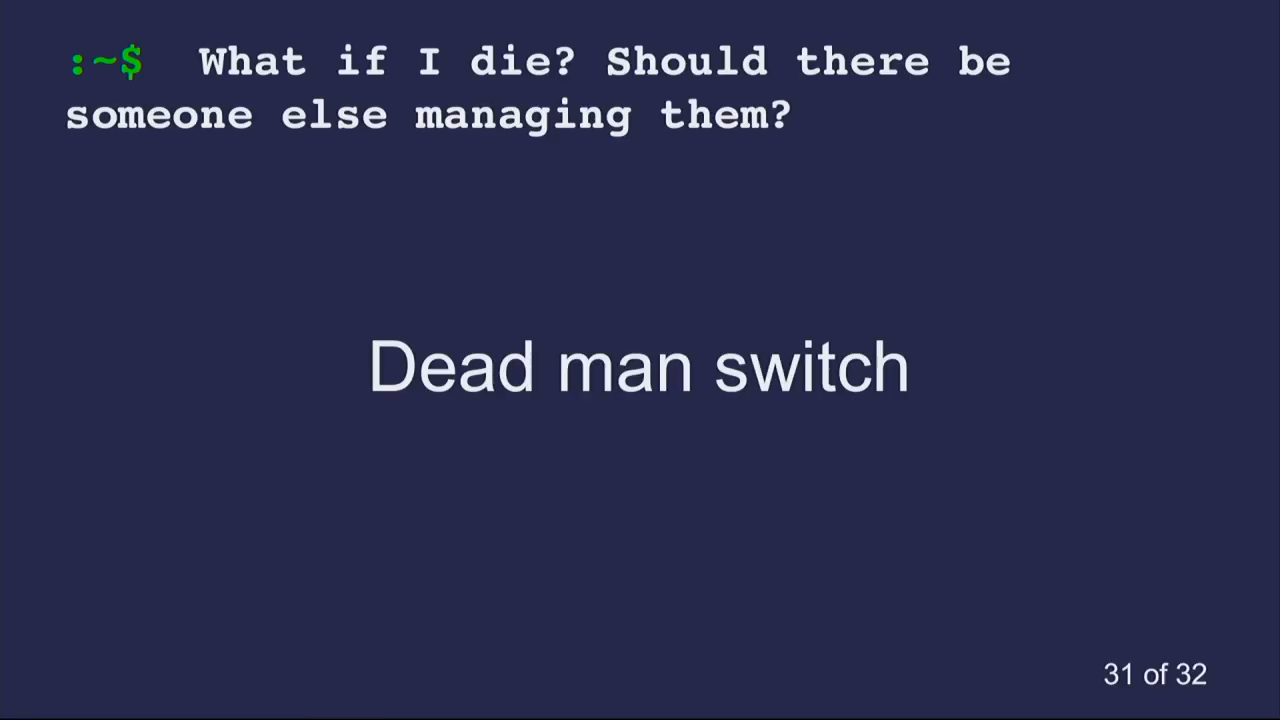 :~$ What if I die? Should there be
someone else managing them?
Dead man switch
31 of 32